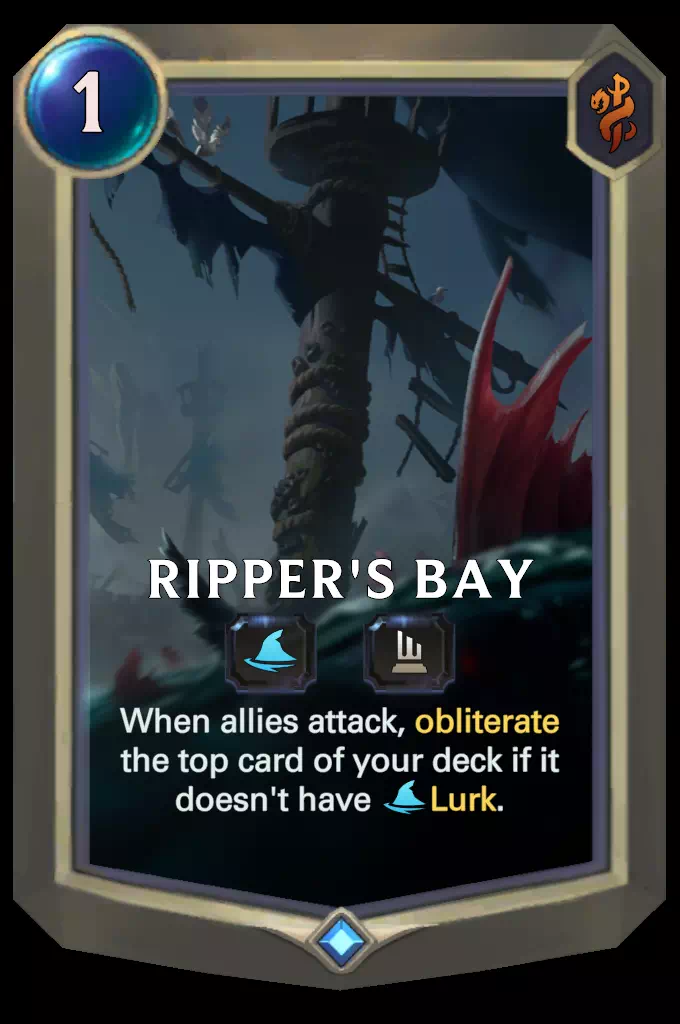 1
RIPPER'S BAY
When allies attack, obliterate
the top card of your deck if it
doesn't have Lurk.